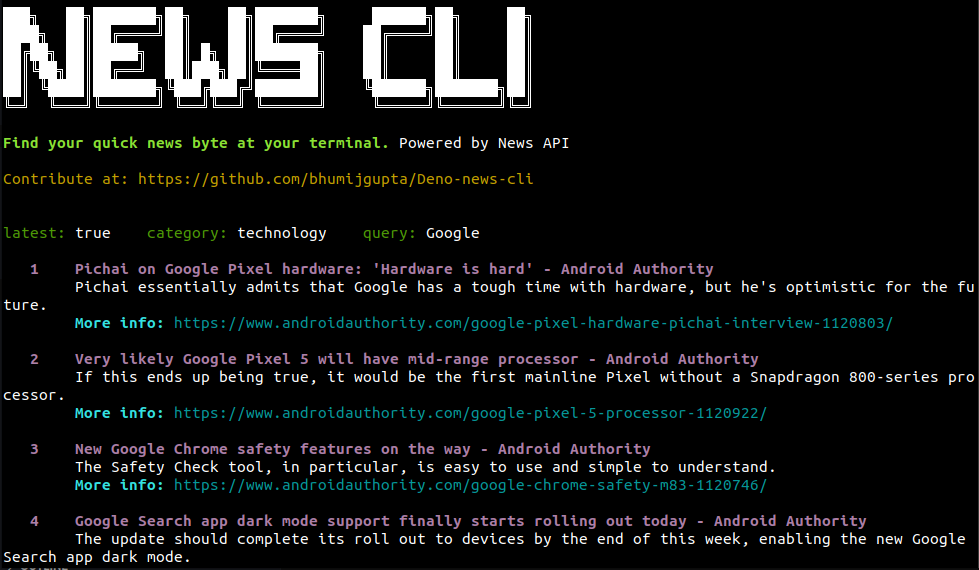 NEWS CLI
Find your quick news byte at your terminal. Powered by News API
Contribute at: https://github.com/bhumijgupta/Deno-news-cli
latest: true    category: technology    query: Google
1    Pichai on Google Pixel hardware: 'Hardware is hard' - Android Authority
Pichai essentially admits that Google has a tough time with hardware, but he's optimistic for the fu
ture.
More info: https://www.androidauthority.com/google-pixel-hardware-pichai-interview-1120803/
2    Very likely Google Pixel 5 will have mid-range processor - Android Authority
If this ends up being true, it would be the first mainline Pixel without a Snapdragon 800-series pro
cessor.
More info: https://www.androidauthority.com/google-pixel-5-processor-1120922/
3    New Google Chrome safety features on the way - Android Authority
The Safety Check tool, in particular, is easy to use and simple to understand.
More info: https://www.androidauthority.com/google-chrome-safety-m83-1120746/
4    Google Search app dark mode support finally starts rolling out today - Android Authority
The update should complete its roll out to devices by the end of this week, enabling the new Google
Search app dark mode.